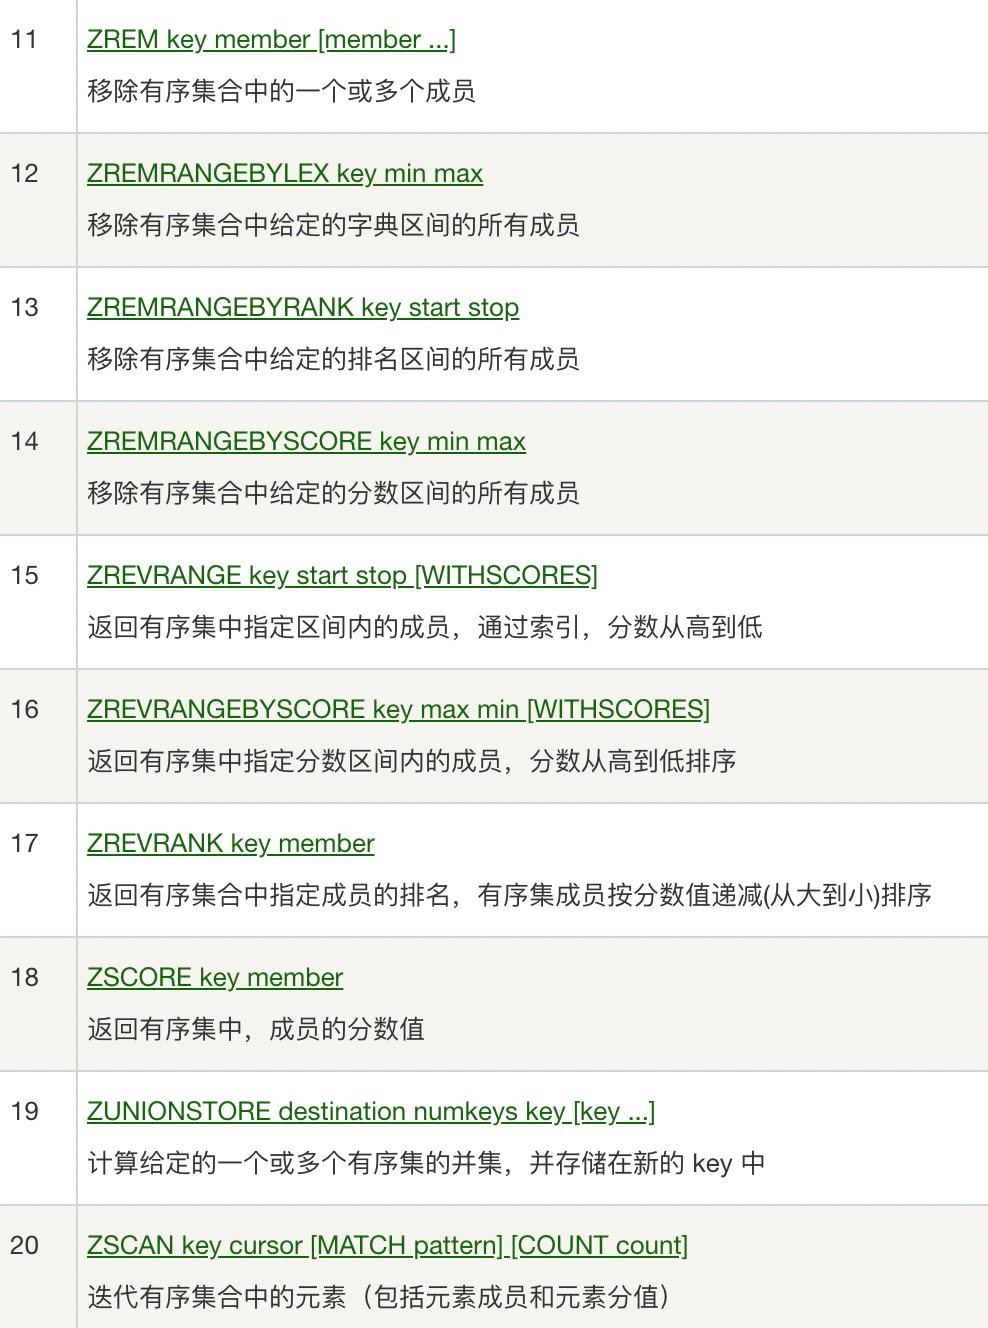 11 ZREM key member [member ...]
移除有序集合中的一个或多个成员
12 ZREMRANGEBYLEX key min max
移除有序集合中给定的字典区间的所有成员
13 ZREMRANGEBYRANK key start stop
移除有序集合中给定的排名区间的所有成员
14 ZREMRANGEBYSCORE key min max
移除有序集合中给定的分数区间的所有成员
15 ZREVRANGE key start stop [WITHSCORES]
返回有序集中指定区间内的成员，通过索引，分数从高到低
16 ZREVRANGEBYSCORE key max min [WITHSCORES]
返回有序集中指定分数区间内的成员，分数从高到低排序
17 ZREVRANK key member
返回有序集合中指定成员的排名，有序集成员按分数值递减(从大到小)排序
18 ZSCORE key member
返回有序集中，成员的分数值
19 ZUNIONSTORE destination numkeys key [key ...]
计算给定的一个或多个有序集的并集，并存储在新的 key 中
20 ZSCAN key cursor [MATCH pattern] [COUNT count]
迭代有序集合中的元素（包括元素成员和元素分值）